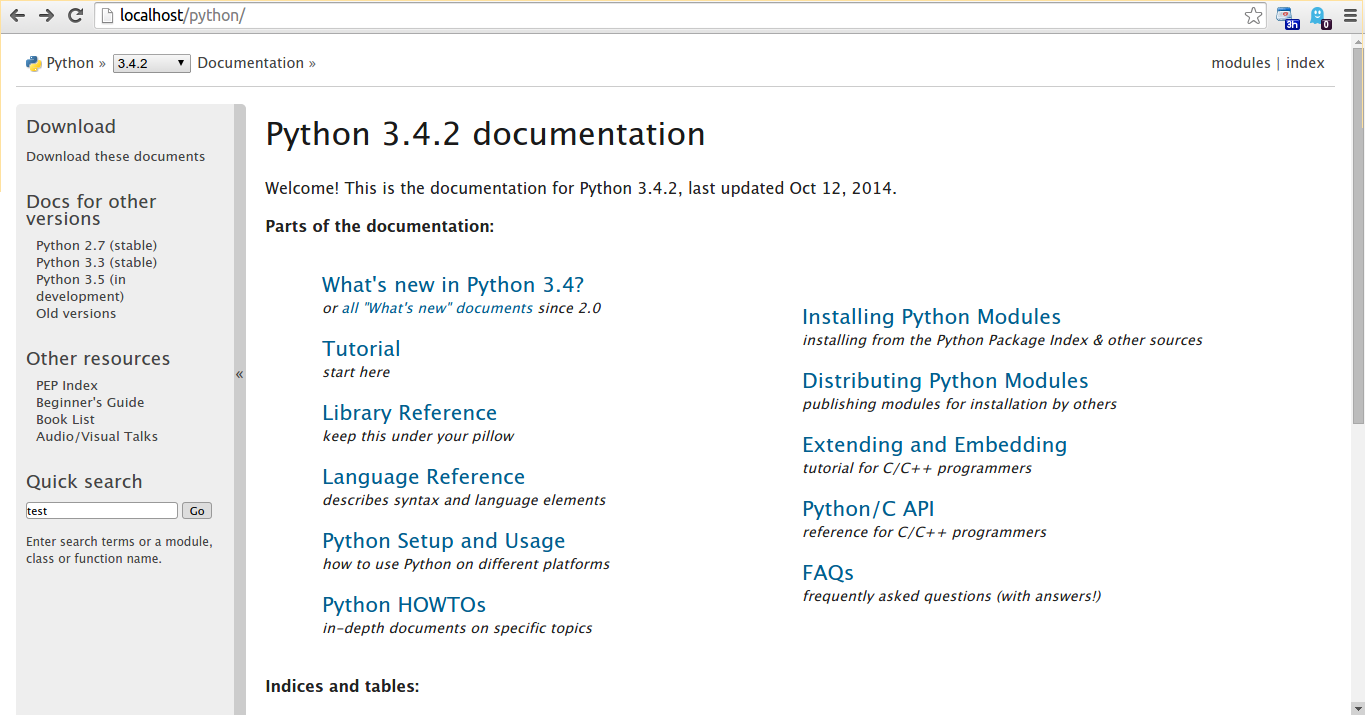 localhost/python/
3h
0
Python » 3.4.2 Documentation »
modules | index
Download
Download these documents
Docs for other
versions
Python 2.7 (stable)
Python 3.3 (stable)
Python 3.5 (in
development)
Old versions
Other resources
PEP Index
Beginner's Guide
Book List
Audio/Visual Talks
Quick search
test Go
Enter search terms or a module,
class or function name.
«
Python 3.4.2 documentation
Welcome! This is the documentation for Python 3.4.2, last updated Oct 12, 2014.
Parts of the documentation:
What's new in Python 3.4?
or all "What's new" documents since 2.0
Tutorial
start here
Library Reference
keep this under your pillow
Language Reference
describes syntax and language elements
Python Setup and Usage
how to use Python on different platforms
Python HOWTOs
in-depth documents on specific topics
Installing Python Modules
installing from the Python Package Index & other sources
Distributing Python Modules
publishing modules for installation by others
Extending and Embedding
tutorial for C/C++ programmers
Python/C API
reference for C/C++ programmers
FAQs
frequently asked questions (with answers!)
Indices and tables: